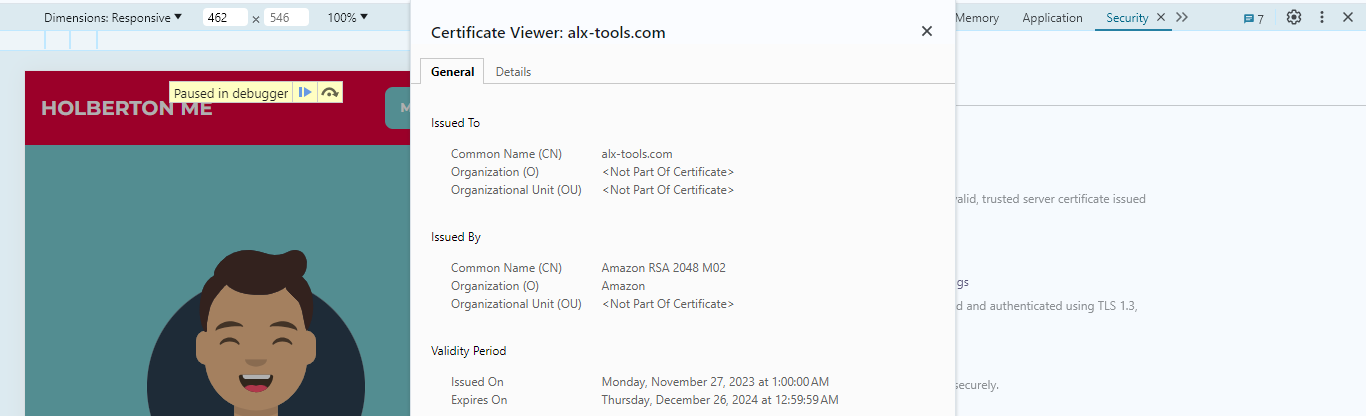 Dimensions: Responsive 462 × 546 100% Memory Application Security 7
Certificate Viewer: alx-tools.com
General Details
Paused in debugger
HOLBERTON ME M
Issued To
Common Name (CN) alx-tools.com
Organization (O) <Not Part Of Certificate>
Organizational Unit (OU) <Not Part Of Certificate>
alid, trusted server certificate issued
Issued By
Common Name (CN) Amazon RSA 2048 M02
Organization (O) Amazon
Organizational Unit (OU) <Not Part Of Certificate>
gs
d and authenticated using TLS 1.3,
Validity Period
Issued On Monday, November 27, 2023 at 1:00:00 AM
Expires On Thursday, December 26, 2024 at 12:59:59 AM
securely.